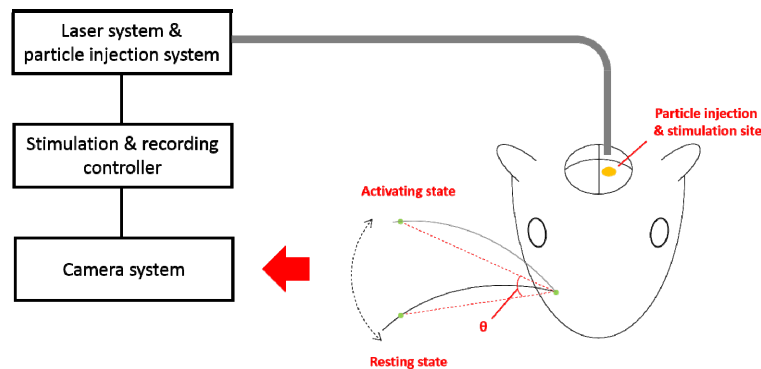 Laser system &
particle injection system
Stimulation & recording
controller
Camera system
Particle injection
& stimulation site
Activating state
θ
Resting state